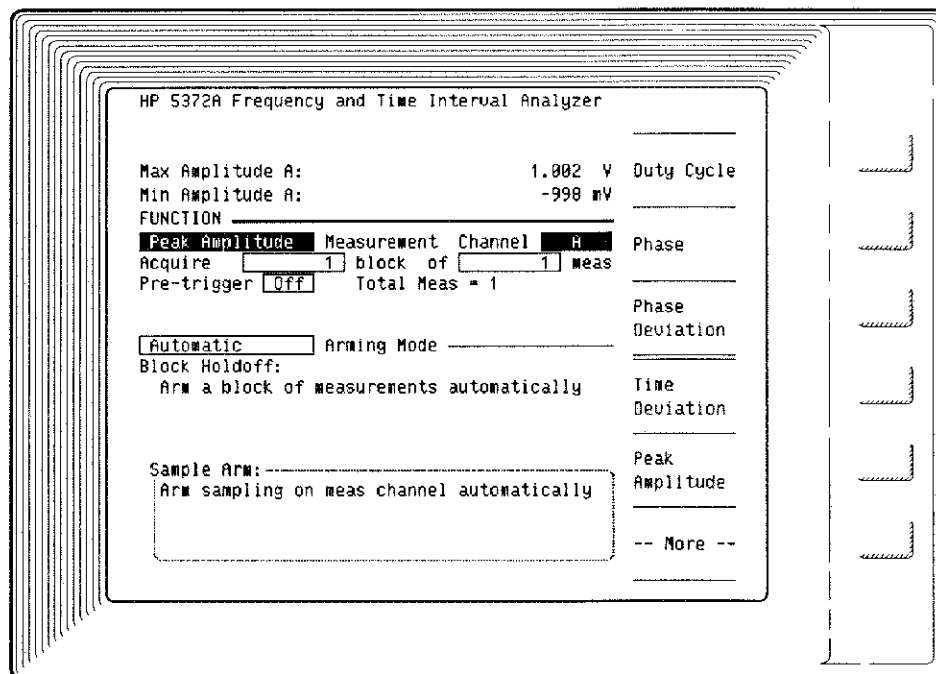 HP 5372A Frequency and Time Interval Analyzer
Max Amplitude A: 1.002 V
Min Amplitude A: -998 mV
FUNCTION
Peak Amplitude Measurement Channel A
Acquire 1 block of 1 meas
Pre-trigger Off Total Meas = 1
Automatic Arming Mode
Block Holdoff:
Arm a block of measurements automatically
Sample Arm:
Arm sampling on meas channel automatically
Duty Cycle
Phase
Phase
Deviation
Time
Deviation
Peak
Amplitude
-- More --